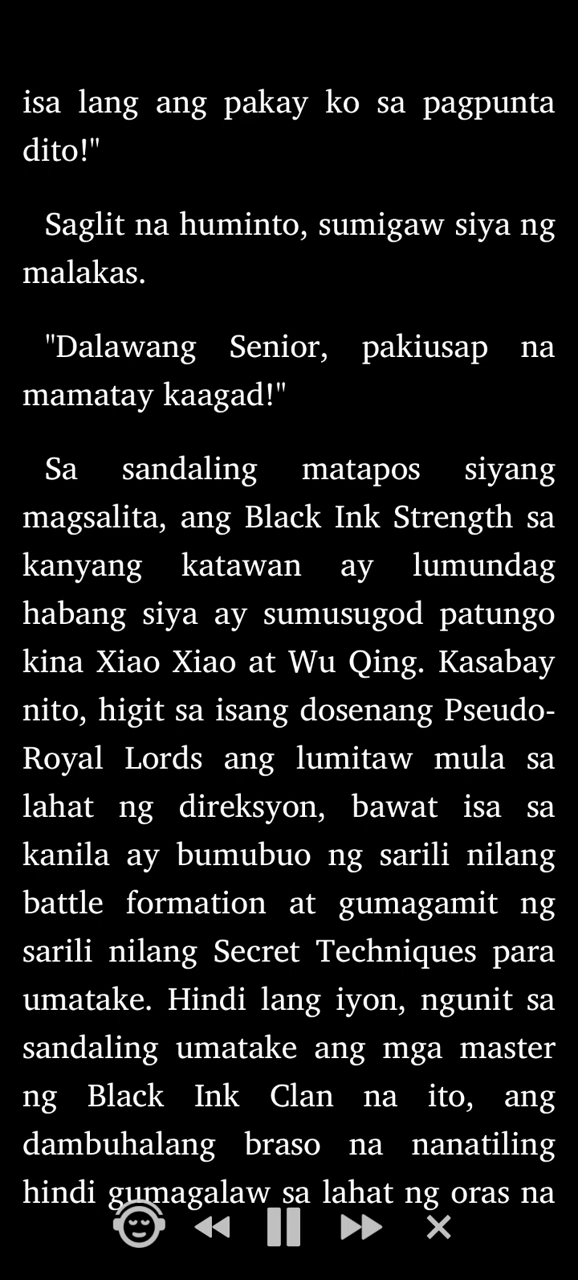 isa lang ang pakay ko sa pagpunta
dito!"
Saglit na huminto, sumigaw siya ng
malakas.
"Dalawang Senior, pakiusap na
mamatay kaagad!"
Sa sandaling matapos siyang
magsalita, ang Black Ink Strength sa
kanyang katawan ay lumundag
habang siya ay sumusugod patungo
kina Xiao Xiao at Wu Qing. Kasabay
nito, higit sa isang dosenang Pseudo-
Royal Lords ang lumitaw mula sa
lahat ng direksyon, bawat isa sa
kanila ay bumubuo ng sarili nilang
battle formation at gumagamit ng
sarili nilang Secret Techniques para
umatake. Hindi lang iyon, ngunit sa
sandaling umatake ang mga master
ng Black Ink Clan na ito, ang
dambuhalang braso na nanatiling
hindi gumagalaw sa lahat ng oras na